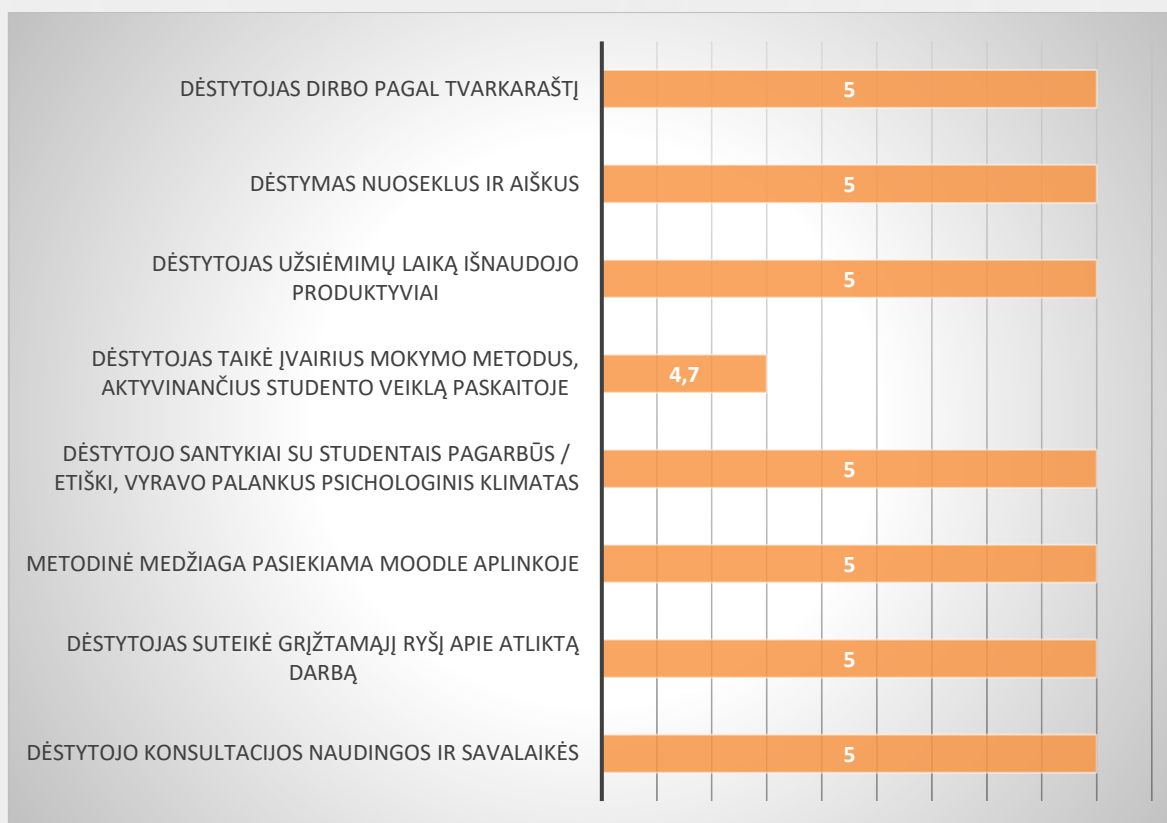 DĖSTYTOJAS DIRBO PAGAL TVARKARAŠTĮ
5
DĖSTYMAS NUOSEKLUS IR AIŠKUS
5
DĖSTYTOJAS UŽSIĖMIMŲ LAIKĄ IŠNAUDOJO
PRODUKTYVIAI
5
DĖSTYTOJAS TAIKĖ ĮVAIRIUS MOKYMO METODUS,
AKTYVINANČIUS STUDENTO VEIKLĄ PASKAITOJE
4,7
DĖSTYTOJO SANTYKIAI SU STUDENTAIS PAGARBŪS /
ETIŠKI, VYRAVO PALANKUS PSICHOLOGINIS KLIMATAS
5
METODINĖ MEDŽIAGA PASIEKIAMA MOODLE APLINKOJE
5
DĖSTYTOJAS SUTEIKĖ GRĮŽTAMĄJĮ RYŠĮ APIE ATLIKTĄ
DARBĄ
5
DĖSTYTOJO KONSULTACIJOS NAUDINGOS IR SAVALAIKĖS
5